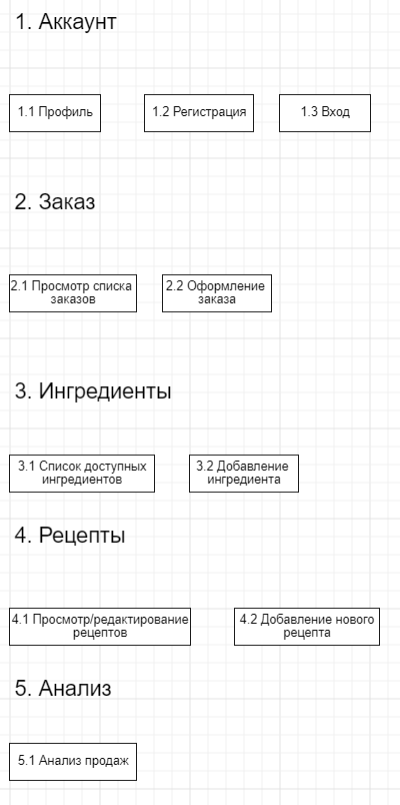 1. Аккаунт
1.1 Профиль
1.2 Регистрация
1.3 Вход
2. Заказ
2.1 Просмотр списка
заказов
2.2 Оформление
заказа
3. Ингредиенты
3.1 Список доступных
ингредиентов
3.2 Добавление
ингредиента
4. Рецепты
4.1 Просмотр/редактирование
рецептов
4.2 Добавление нового
рецепта
5. Анализ
5.1 Анализ продаж